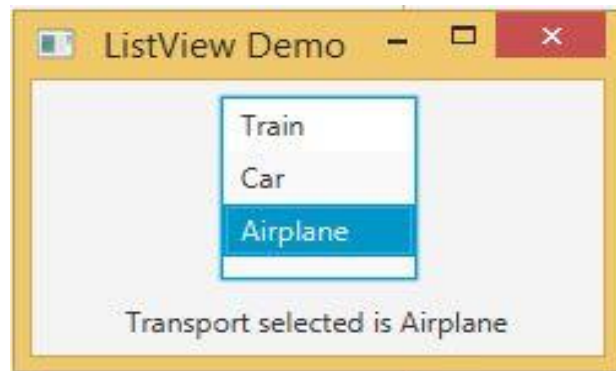 ListView Demo
Train
Car
Airplane
Transport selected is Airplane